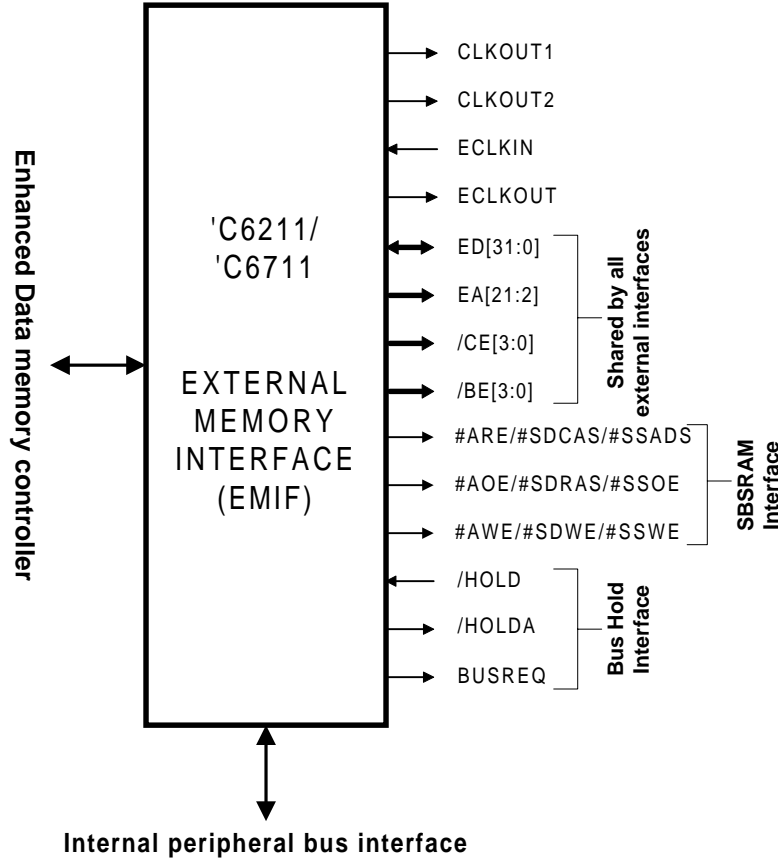 Enhanced Data memory controller
'C6211/
'C6711
EXTERNAL
MEMORY
INTERFACE
(EMIF)
CLKOUT1
CLKOUT2
ECLKIN
ECLKOUT
ED[31:0]
EA[21:2]
/CE[3:0]
/BE[3:0]
Shared by all
external interfaces
#ARE/#SDCAS/#SSADS
#AOE/#SDRAS/#SSOE
#AWE/#SDWE/#SSWE
SBSRAM
Interface
/HOLD
/HOLDA
BUSREQ
Bus Hold
Interface
Internal peripheral bus interface